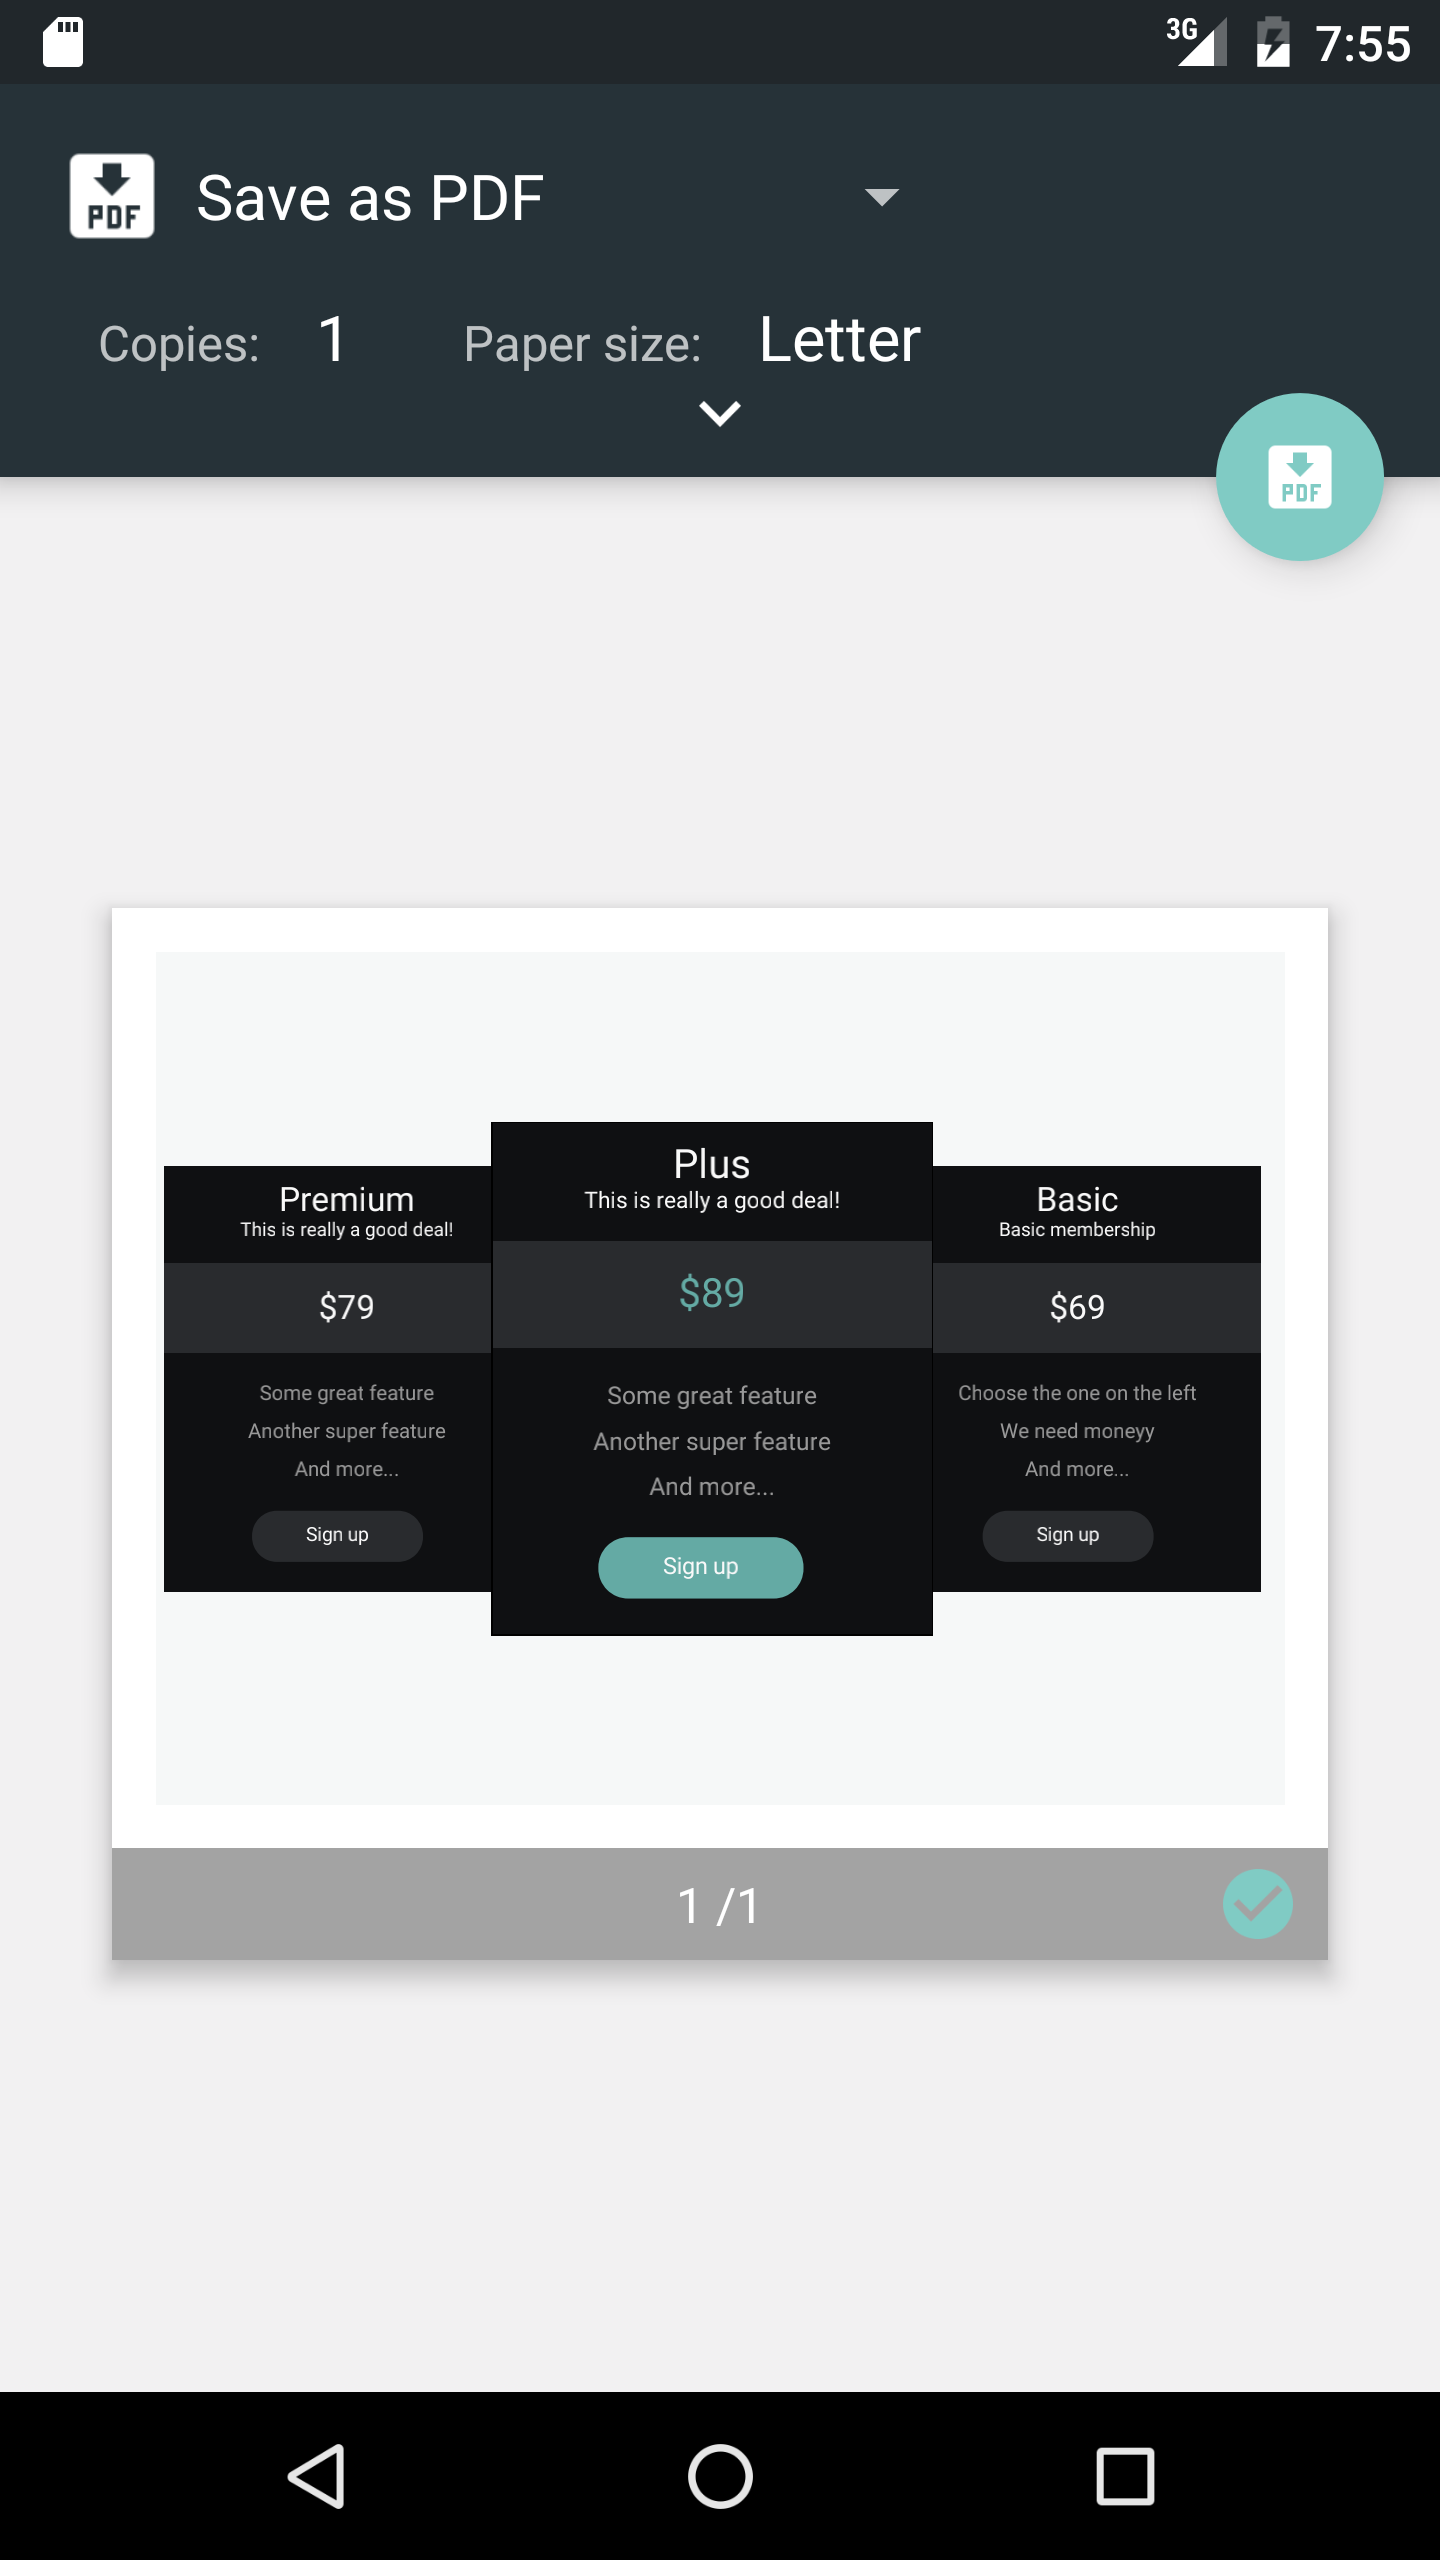 3G 7:55
PDF Save as PDF
Copies: 1 Paper size: Letter
PDF
Plus
This is really a good deal!
$89
Some great feature
Another super feature
And more...
Sign up
Premium
This is really a good deal!
$79
Some great feature
Another super feature
And more...
Sign up
Basic
Basic membership
$69
Choose the one on the left
We need moneyy
And more...
Sign up
1 /1